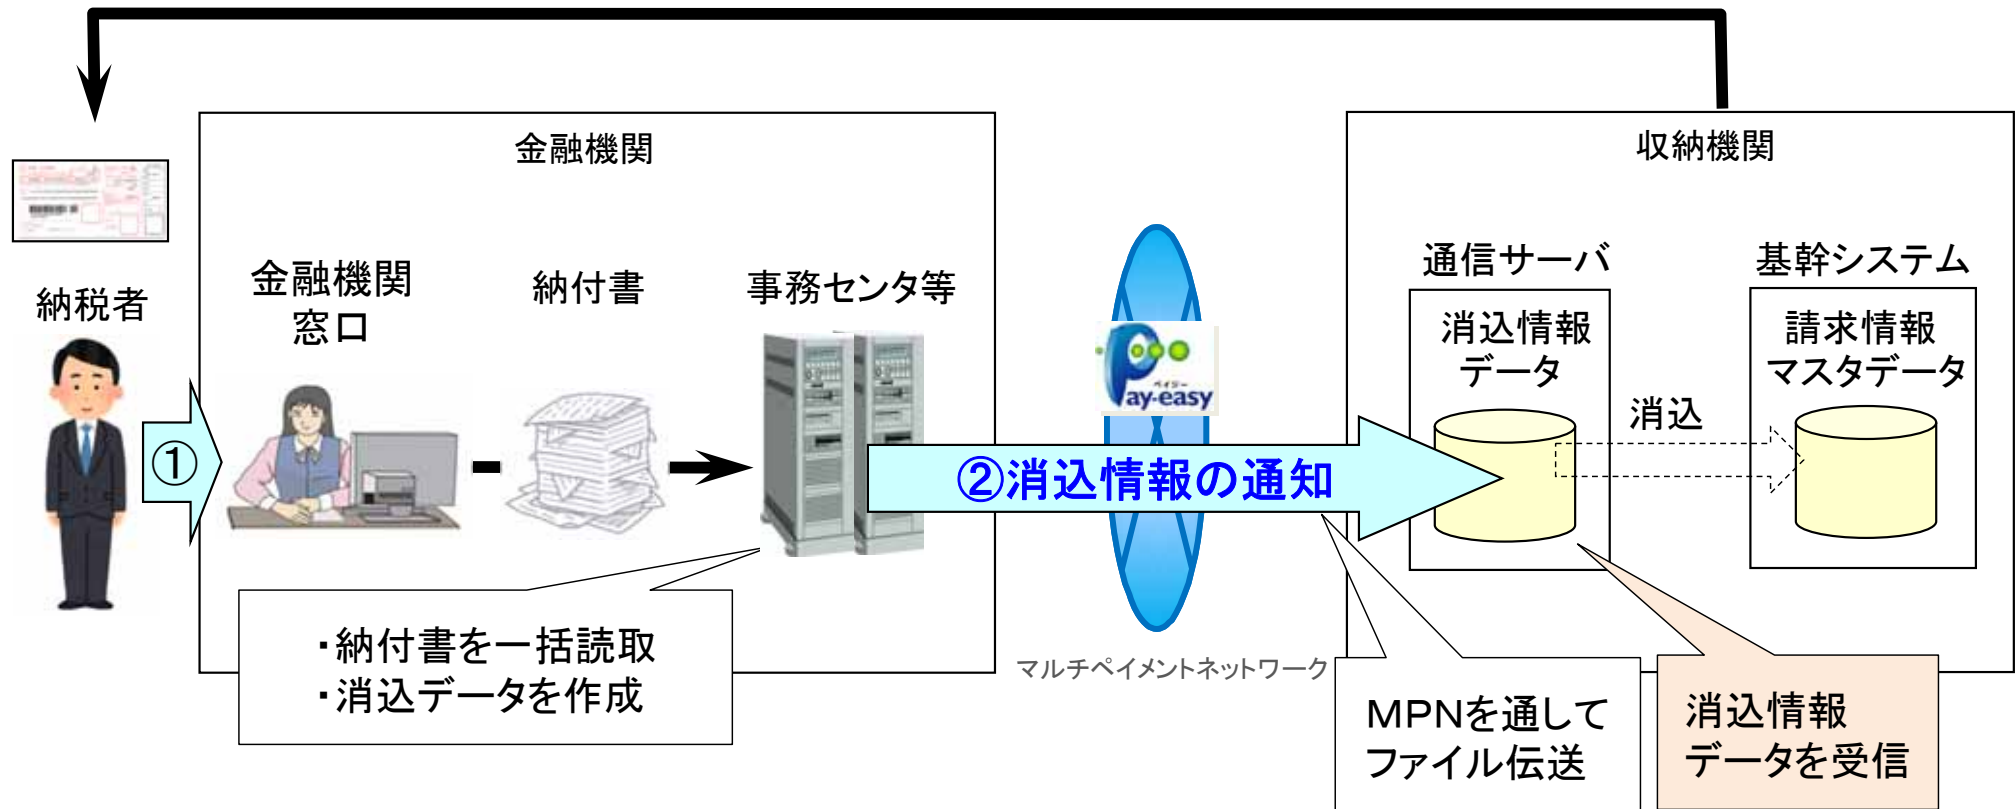 金融機関
収納機関
納税者
金融機関
窓口
納付書
事務センタ等
通信サーバ
基幹システム
消込情報
データ
請求情報
マスタデータ
ペイジー
Pay-easy
消込
①
②消込情報の通知
・納付書を一括読取
・消込データを作成
マルチペイメントネットワーク
MPNを通して
ファイル伝送
消込情報
データを受信